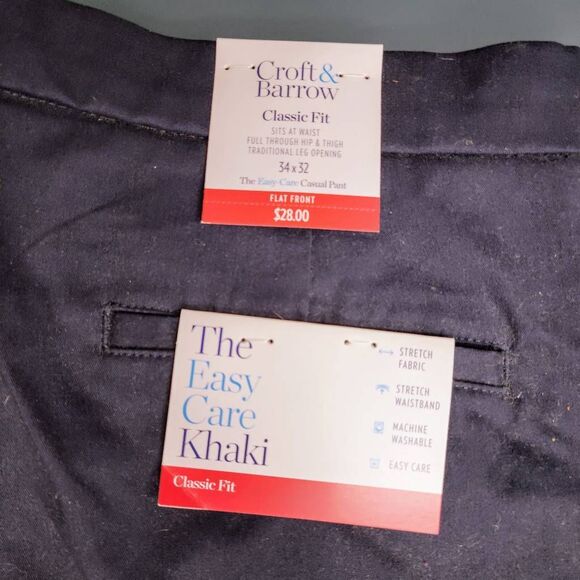 Croft&
Barrow
Classic Fit
SITS AT WAIST
FULL THROUGH HIP & THIGH
TRADITIONAL LEG OPENING
34 x 32
The Easy-Care Casual Pant
FLAT FRONT
$28.00
The
Easy
Care
Khaki
Classic Fit
STRETCH
FABRIC
STRETCH
WAISTBAND
MACHINE
WASHABLE
EASY CARE